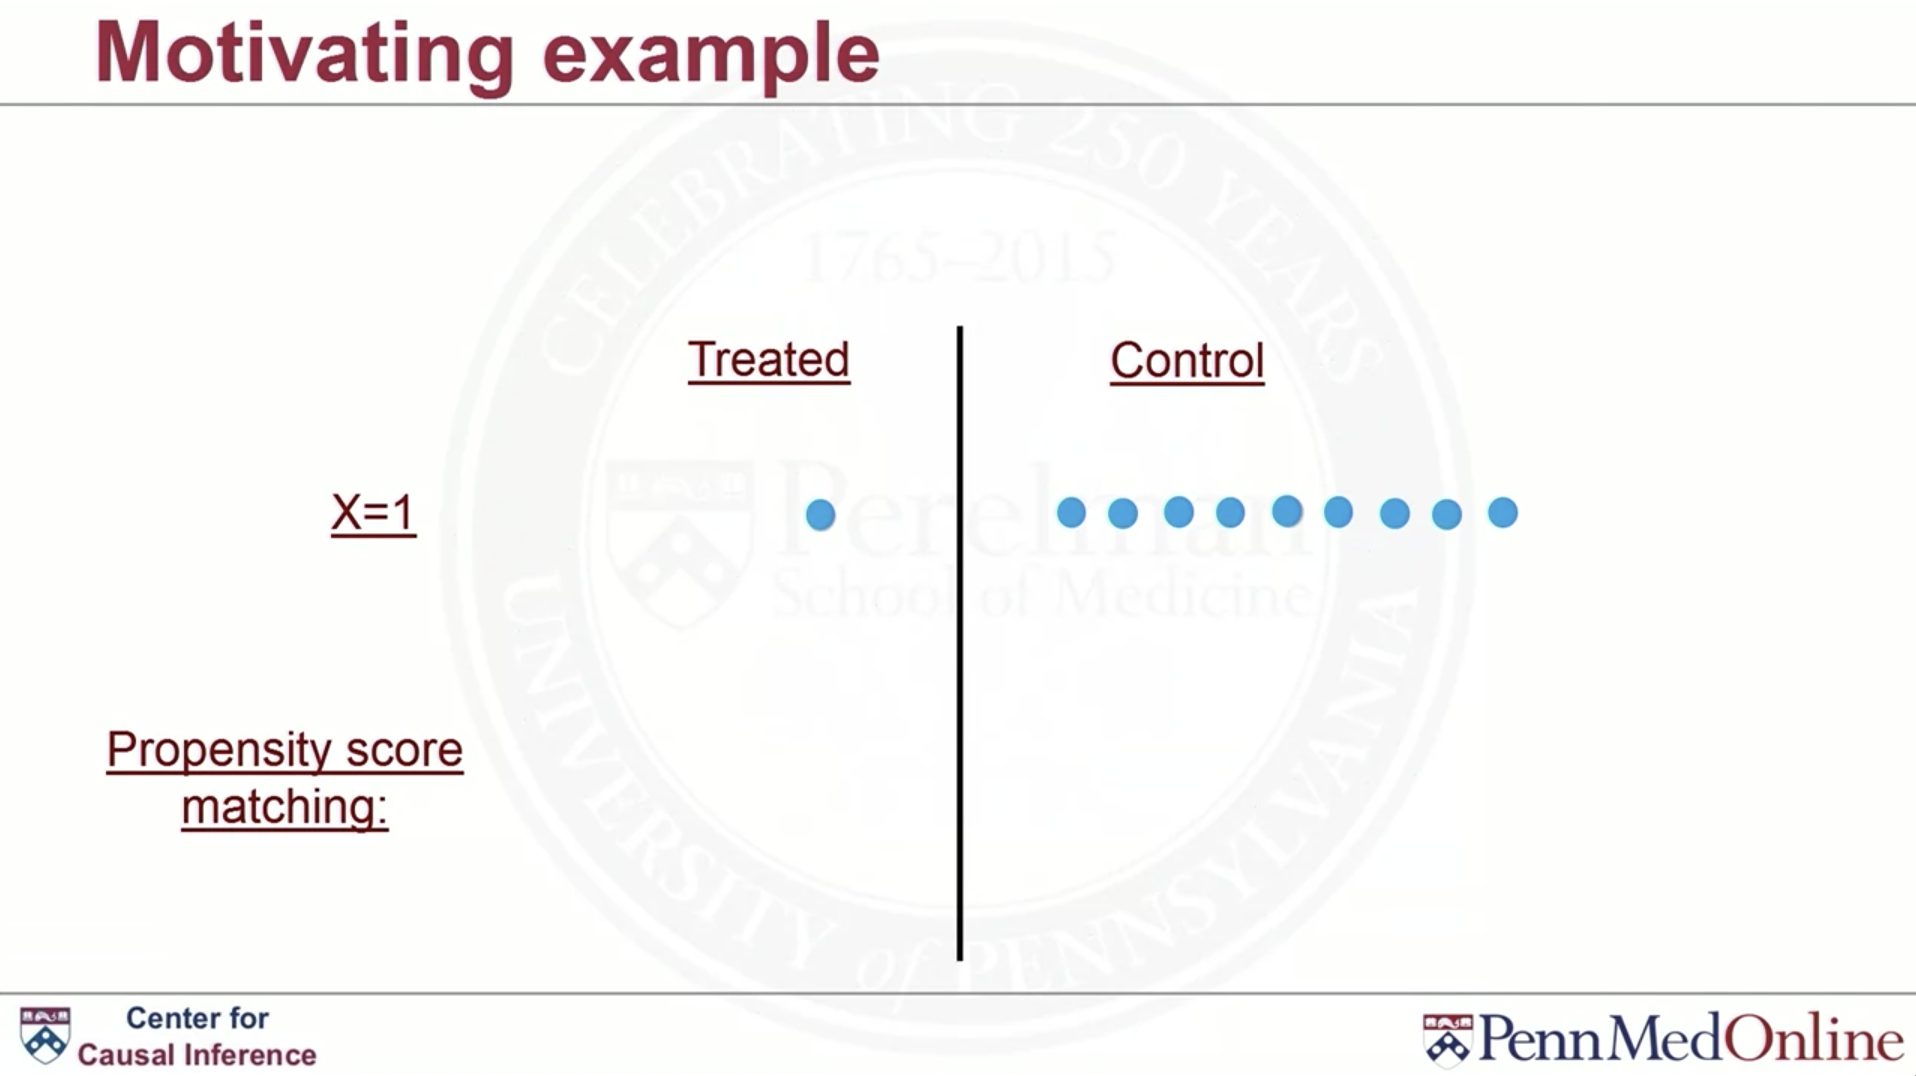 Motivating example
CELEBRATING 250 YEARS
1765–2015
Treated
Control
X=1
Perelman
School of Medicine
Propensity score
matching:
UNIVERSITY of PENNSYLVANIA
Center for
Causal Inference
PennMedOnline